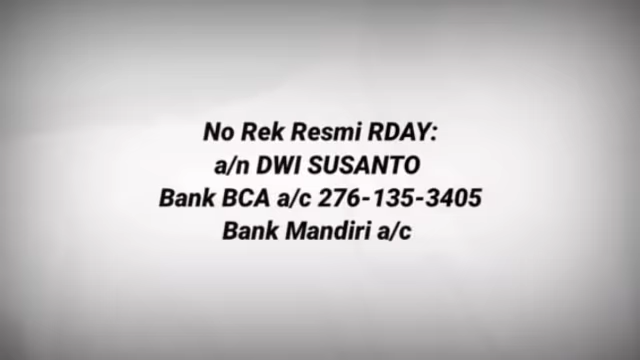 No Rek Resmi RDAY:
a/n DWI SUSANTO
Bank BCA a/c 276-135-3405
Bank Mandiri a/c